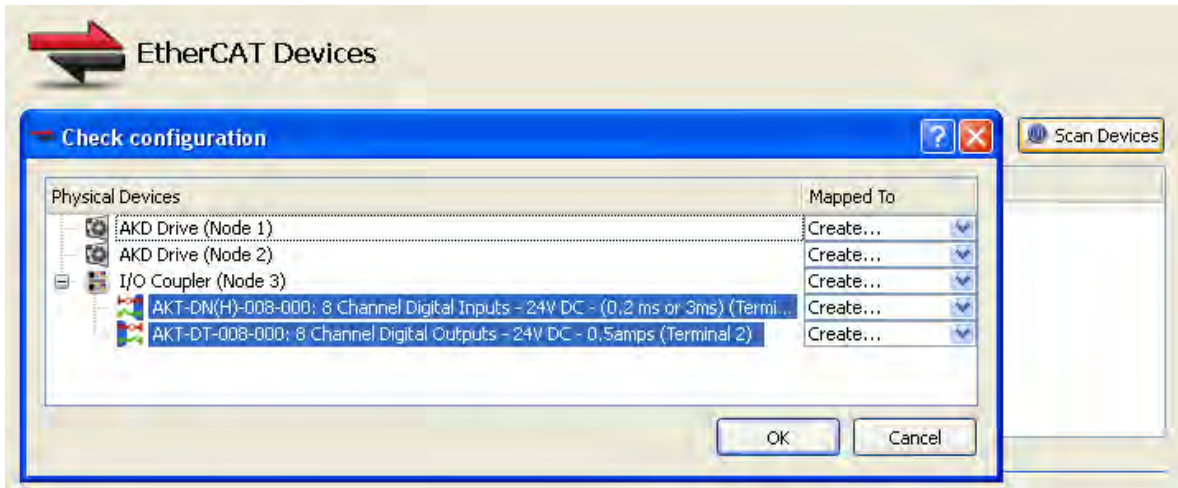 EtherCAT Devices
Check configuration
Scan Devices
Physical Devices Mapped To
AKD Drive (Node 1) Create...
AKD Drive (Node 2) Create...
I/O Coupler (Node 3) Create...
AKT-DN(H)-008-000: 8 Channel Digital Inputs - 24V DC - (0.2 ms or 3ms) (Termi... Create...
AKT-DT-008-000: 8 Channel Digital Outputs - 24V DC - 0.5amps (Terminal 2) Create...
OK Cancel